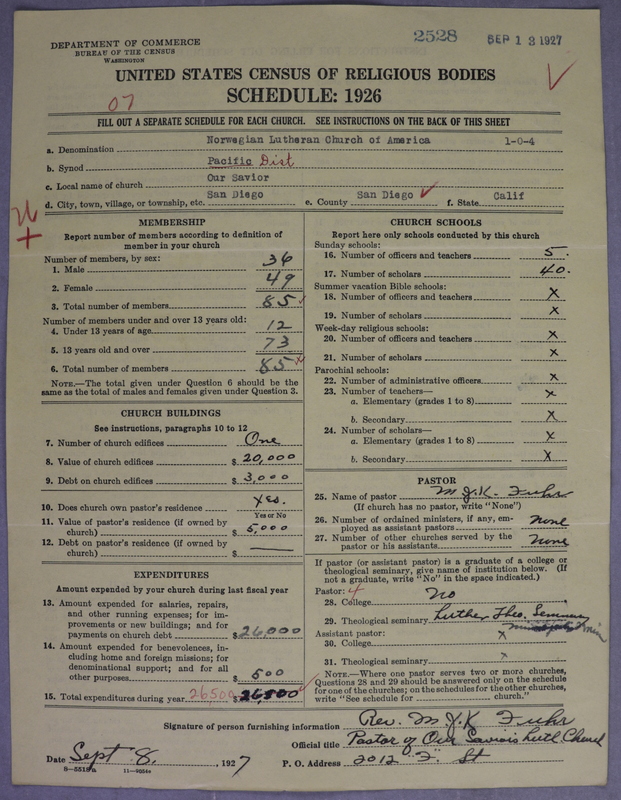 DEPARTMENT OF COMMERCE
BUREAU OF THE CENSUS
WASHINGTON
2528
SEP 13 1927
UNITED STATES CENSUS OF RELIGIOUS BODIES
SCHEDULE: 1926
07
FILL OUT A SEPARATE SCHEDULE FOR EACH CHURCH. SEE INSTRUCTIONS ON THE BACK OF THIS SHEET
a. Denomination Norwegian Lutheran Church of America 1-0-4
b. Synod Pacific Dist
c. Local name of church Our Savior
d. City, town, village, or township, etc. San Diego e. County San Diego f. State Calif
MEMBERSHIP
Report number of members according to definition of
member in your church
Number of members, by sex:
1. Male 36
2. Female 49
3. Total number of members 85
Number of members under and over 13 years old:
4. Under 13 years of age 12
5. 13 years old and over 73
6. Total number of members 85
NOTE.—The total given under Question 6 should be
same as the total of males and females given under Question 3.
CHURCH BUILDINGS
See instructions, paragraphs 10 to 12
7. Number of church edifices One
8. Value of church edifices $ 20,000
9. Debt on church edifices $ 3,000
10. Does church own pastor's residence? Yes.
Yes or No
11. Value of pastor's residence (if owned by
church) $ 5,000
12. Debt on pastor's residence (if owned by
church) $ —
EXPENDITURES
Amount expended by your church during last fiscal year
13. Amount expended for salaries, repairs,
and other running expenses; for im-
provements or new buildings; and for
payments on church debt $ 26,000
14. Amount expended for benevolences, in-
cluding home and foreign missions; for
denominational support; and for all
other purposes $ 500
15. Total expenditures during year 26500 $ 26,500
CHURCH SCHOOLS
Report here only schools conducted by this church
Sunday schools:
16. Number of officers and teachers 5.
17. Number of scholars 40.
Summer vacation Bible schools:
18. Number of officers and teachers x
19. Number of scholars x
Week-day religious schools:
20. Number of officers and teachers x
21. Number of scholars x
Parochial schools:
22. Number of administrative officers x
23. Number of teachers—
a. Elementary (grades 1 to 8) x
b. Secondary x
24. Number of scholars—
a. Elementary (grades 1 to 8) x
b. Secondary x
PASTOR
25. Name of pastor M J.K. Fuhr
(If church has no pastor, write "None")
26. Number of ordained ministers, if any, em-
ployed as assistant pastors none
27. Number of other churches served by the
pastor or his assistants none
If pastor (or assistant pastor) is a graduate of a college or
theological seminary, give name of institution below. (If
not a graduate, write "No" in the space indicated.)
Pastor: 4
28. College no
29. Theological seminary Luther Theo. Seminar
Assistant pastor:
30. College x
31. Theological seminary x
NOTE.—Where one pastor serves two or more churches,
Questions 28 and 29 should be answered only on the schedule
for one of the churches; on the schedules for the other churches,
write "See schedule for church."
Signature of person furnishing information Rev. M J K Fuhr
Official title Pastor of Our Saviors Luth. Church
Date Sept 8, 1927 P. O. Address 2012 "F" St
8—5519a 11—9354